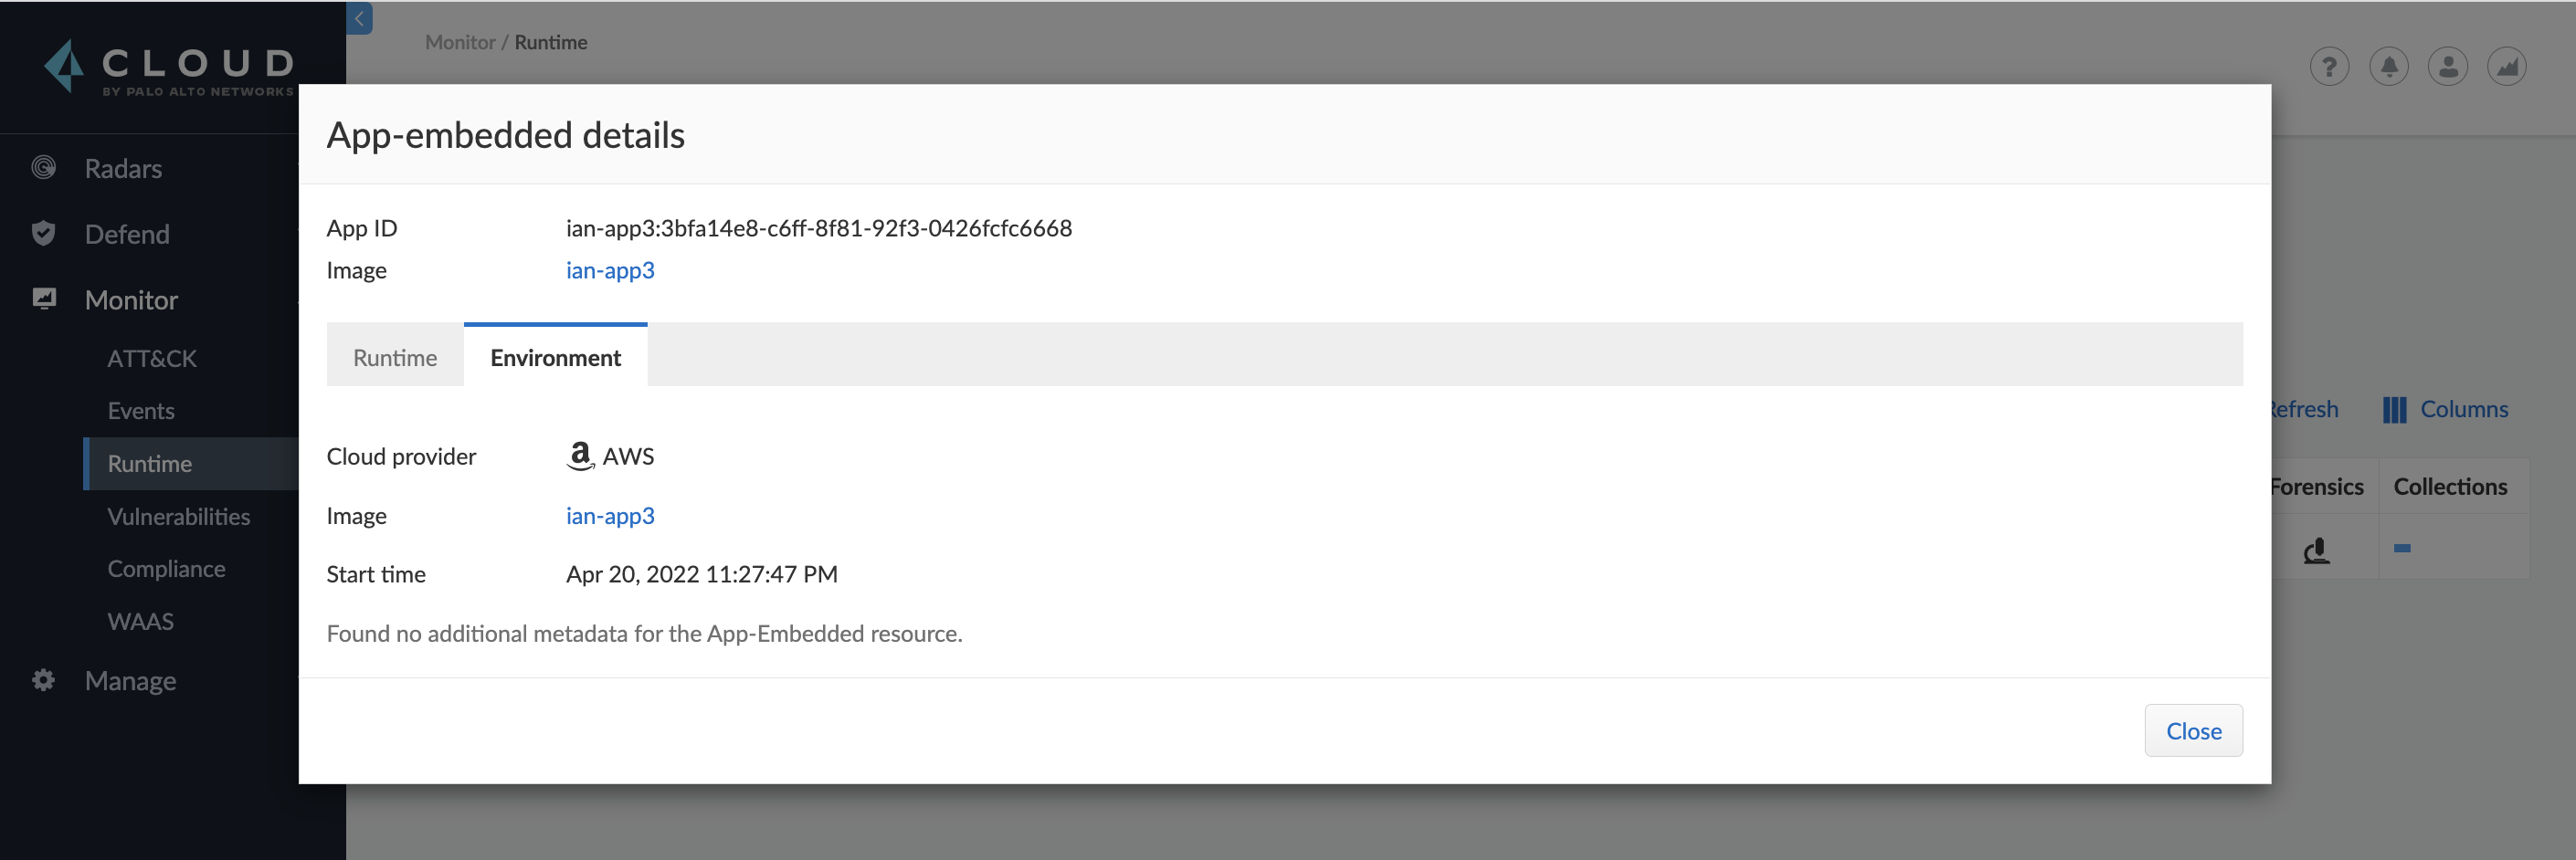 CLOUD
BY PALO ALTO NETWORKS
Monitor / Runtime
Radars
Defend
Monitor
ATT&CK
Events
Runtime
Vulnerabilities
Compliance
WAAS
Manage
App-embedded details
App ID ian-app3:3bfa14e8-c6ff-8f81-92f3-0426fcfc6668
Image ian-app3
Runtime Environment
Cloud provider AWS
Image ian-app3
Start time Apr 20, 2022 11:27:47 PM
Found no additional metadata for the App-Embedded resource.
Close
Refresh Columns
Forensics Collections